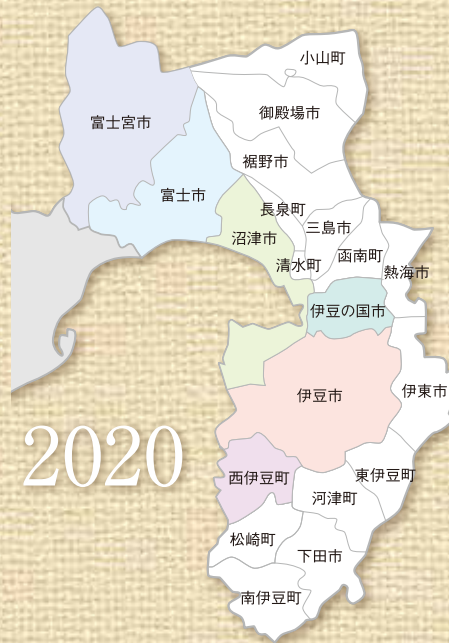 小山町
御殿場市
富士宮市
裾野市
富士市
長泉町
三島市
沼津市
函南町
清水町
熱海市
伊豆の国市
伊豆市
伊東市
2020
西伊豆町
東伊豆町
河津町
松崎町
下田市
南伊豆町